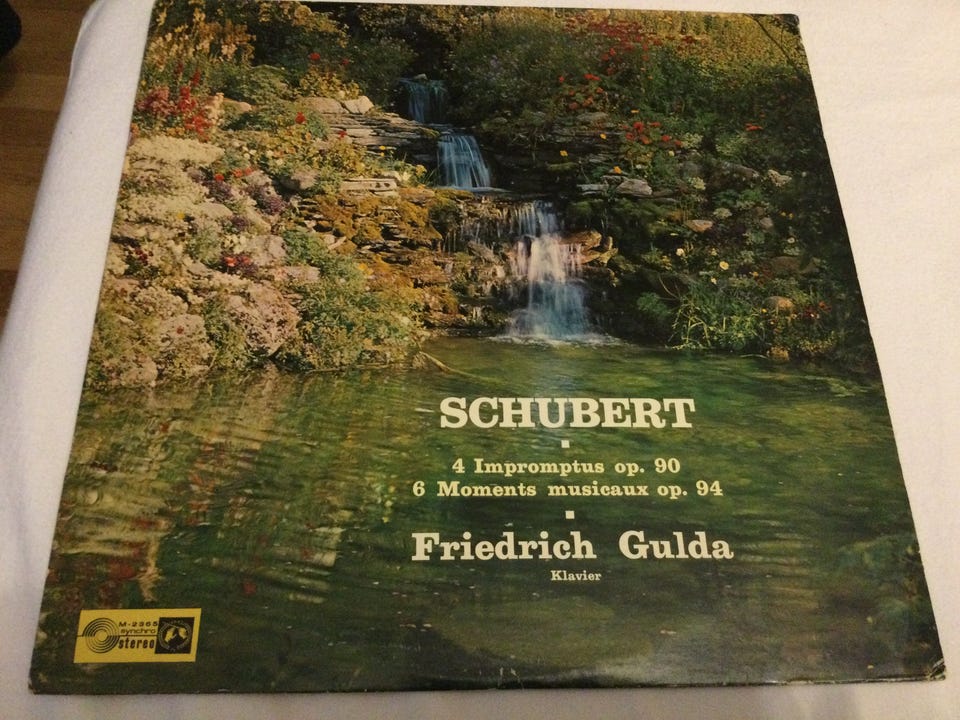 SCHUBERT
4 Impromptus op. 90
6 Moments musicaux op. 94
Friedrich Gulda
Klavier
M-2365
synchro
stereo